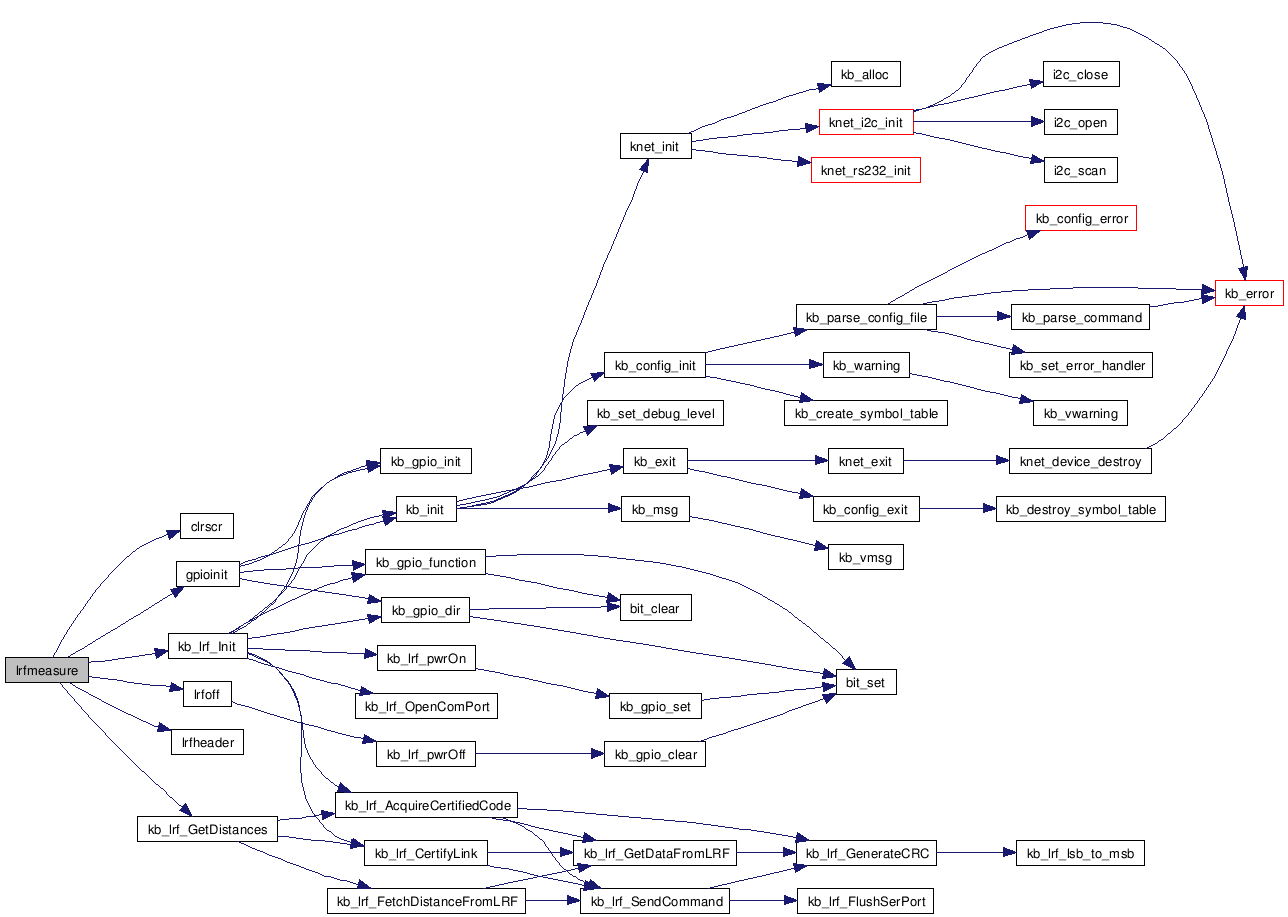 kb_alloc
i2c_close
knet_i2c_init
i2c_open
knet_init
knet_rs232_init
i2c_scan
kb_config_error
kb_error
kb_parse_config_file
kb_parse_command
kb_config_init
kb_warning
kb_set_error_handler
kb_set_debug_level
kb_create_symbol_table
kb_vwarning
kb_gpio_init
kb_exit
knet_exit
knet_device_destroy
kb_init
kb_msg
kb_config_exit
kb_destroy_symbol_table
clrscr
kb_vmsg
gpioinit
kb_gpio_function
kb_gpio_dir
bit_clear
kb_lrf_Init
lrfmeasure
kb_lrf_pwrOn
bit_set
lrfoff
kb_lrf_OpenComPort
kb_gpio_set
lrfheader
kb_lrf_pwrOff
kb_gpio_clear
kb_lrf_AcquireCertifiedCode
kb_lrf_GetDistances
kb_lrf_CertifyLink
kb_lrf_GetDataFromLRF
kb_lrf_GenerateCRC
kb_lrf_lsb_to_msb
kb_lrf_FetchDistanceFromLRF
kb_lrf_SendCommand
kb_lrf_FlushSerPort